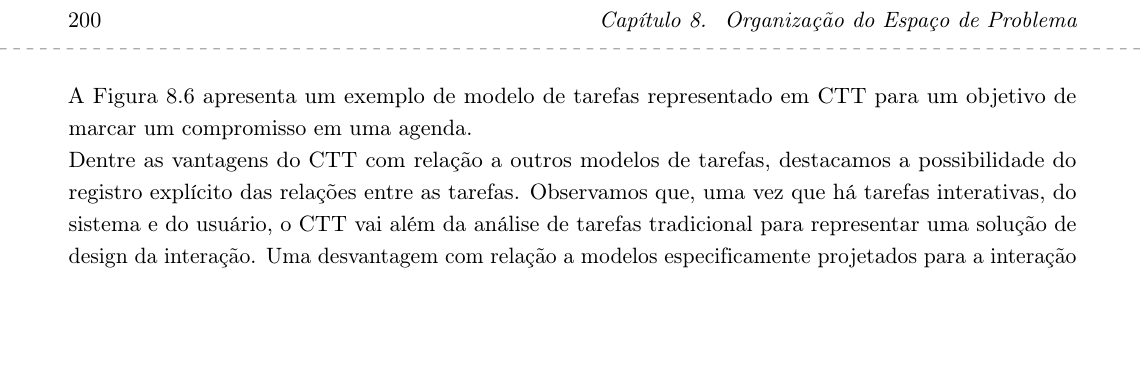 200 Capítulo 8. Organização do Espaço de Problema
A Figura 8.6 apresenta um exemplo de modelo de tarefas representado em CTT para um objetivo de
marcar um compromisso em uma agenda.
Dentre as vantagens do CTT com relação a outros modelos de tarefas, destacamos a possibilidade do
registro explícito das relações entre as tarefas. Observamos que, uma vez que há tarefas interativas, do
sistema e do usuário, o CTT vai além da análise de tarefas tradicional para representar uma solução de
design da interação. Uma desvantagem com relação a modelos especificamente projetados para a interação